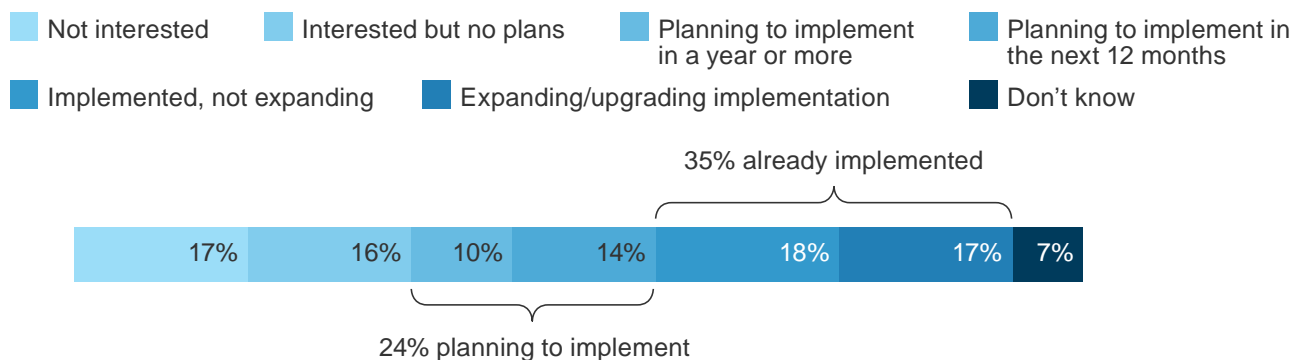 Not interested
Interested but no plans
Planning to implement
in a year or more
Planning to implement in
the next 12 months
Implemented, not expanding
Expanding/upgrading implementation
Don’t know
35% already implemented
17% 16% 10% 14% 18% 17% 7%
24% planning to implement